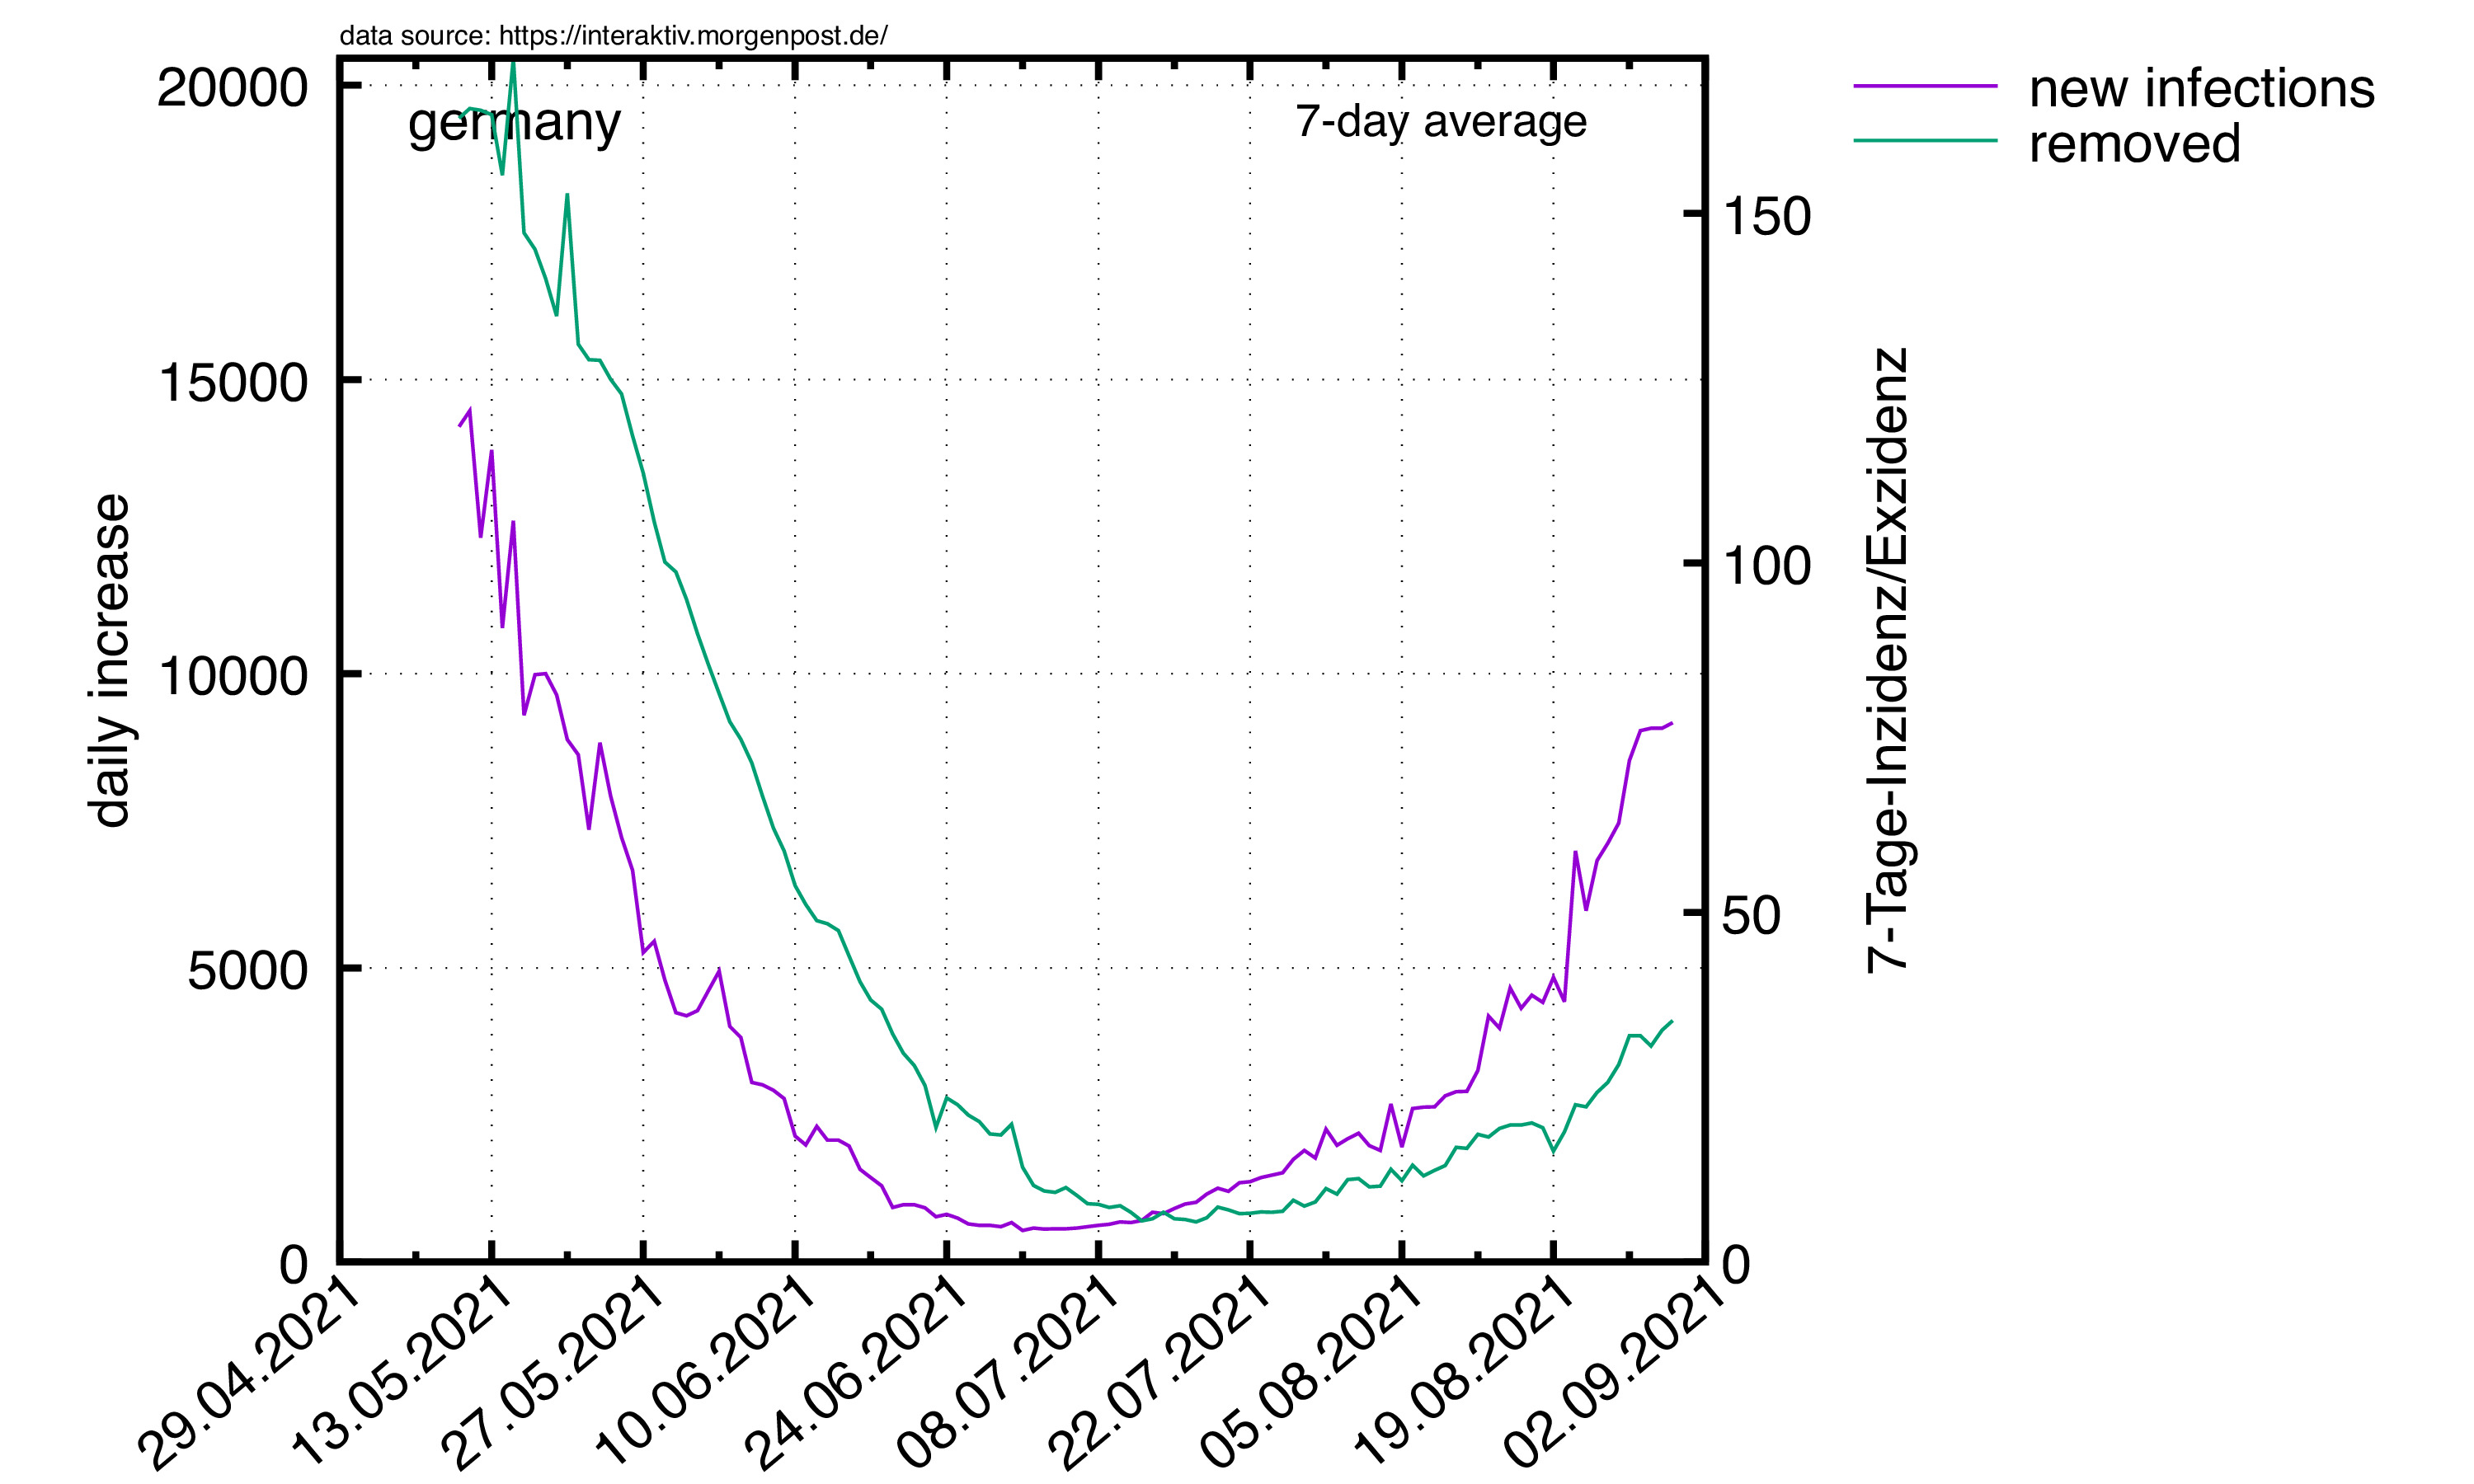 data source: https://interaktiv.morgenpost.de/
germany
7-day average
new infections
removed
daily increase
20000
15000
10000
5000
0
150
100
50
0
7-Tage-Inzidenz/Exzidenz
29.04.2021
13.05.2021
27.05.2021
10.06.2021
24.06.2021
08.07.2021
22.07.2021
05.08.2021
19.08.2021
02.09.2021